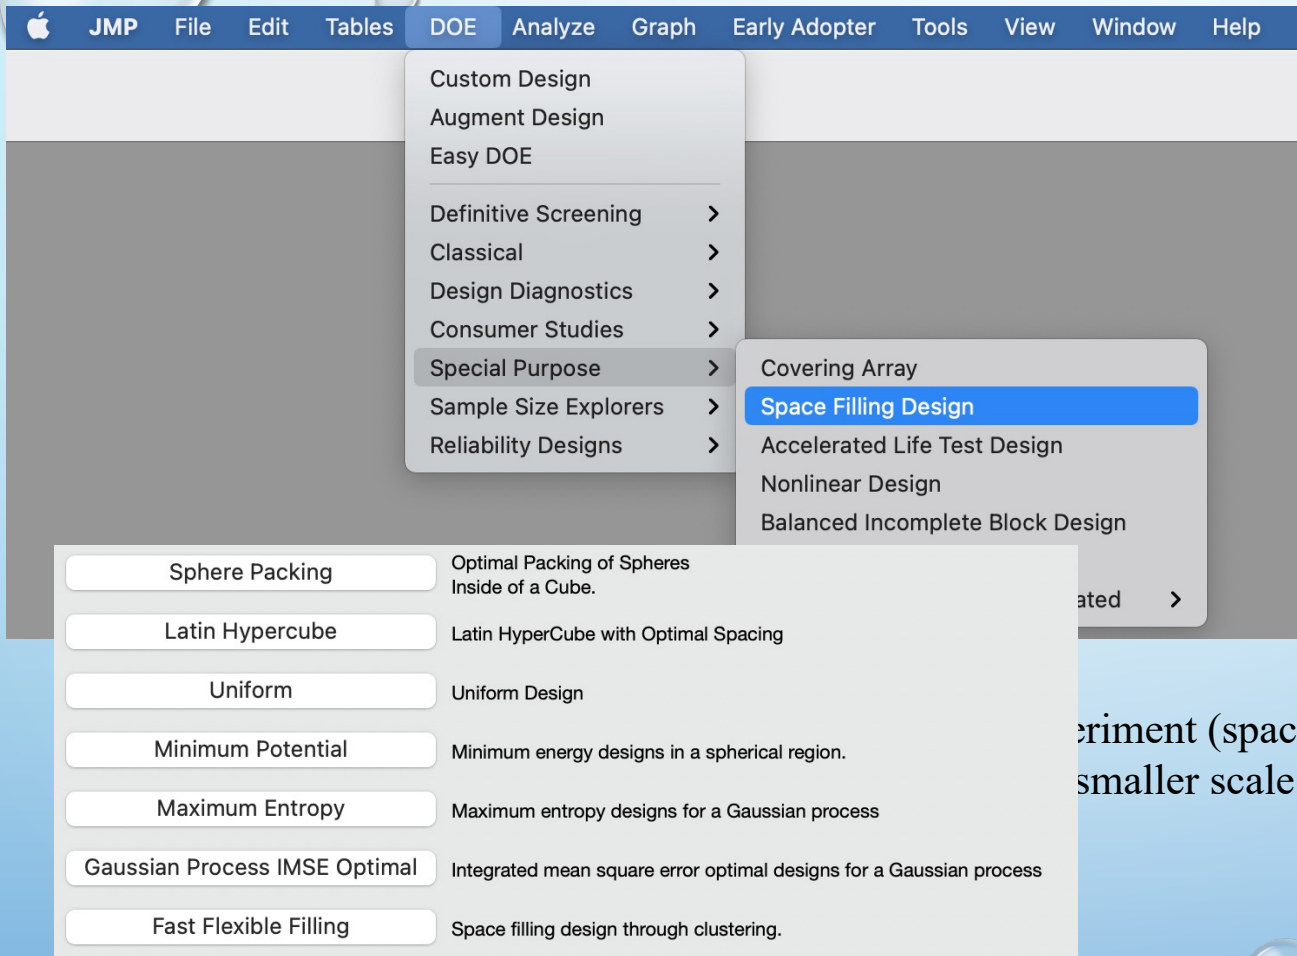 JMP File Edit Tables DOE Analyze Graph Early Adopter Tools View Window Help
Custom Design
Augment Design
Easy DOE
Definitive Screening
Classical
Design Diagnostics
Consumer Studies
Special Purpose
Sample Size Explorers
Reliability Designs
Covering Array
Space Filling Design
Accelerated Life Test Design
Nonlinear Design
Balanced Incomplete Block Design
Sphere Packing
Optimal Packing of Spheres
Inside of a Cube.
Latin Hypercube
Latin HyperCube with Optimal Spacing
Uniform
Uniform Design
Minimum Potential
Minimum energy designs in a spherical region.
Maximum Entropy
Maximum entropy designs for a Gaussian process
Gaussian Process IMSE Optimal
Integrated mean square error optimal designs for a Gaussian process
Fast Flexible Filling
Space filling design through clustering.
smaller scale